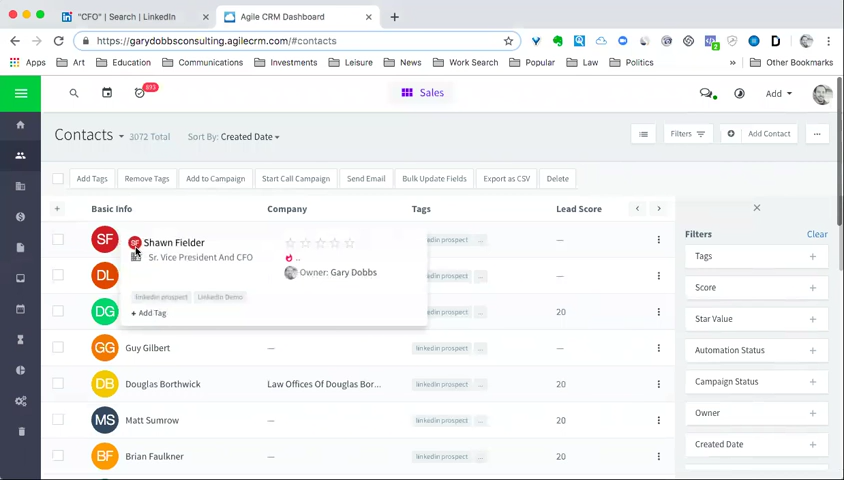 "CFO" | Search | LinkedIn
Agile CRM Dashboard
https://garydobbsconsulting.agilecrm.com/#contacts
Apps
Art
Education
Communications
Investments
Leisure
News
Work Search
Popular
Law
Politics
Other Bookmarks
893
Sales
Add
Contacts
3072 Total
Sort By: Created Date
Filters
Add Contact
Add Tags
Remove Tags
Add to Campaign
Start Call Campaign
Send Email
Bulk Update Fields
Export as CSV
Delete
Basic Info
Company
Tags
Lead Score
SF
SF
Shawn Fielder
Sr. Vice President And CFO
..
Owner: Gary Dobbs
linkedin prospect
LinkedIn Demo
+ Add Tag
linkedin prospect ...
—
DL
linkedin prospect ...
—
DG
linkedin prospect ...
20
GG
Guy Gilbert
—
linkedin prospect ...
—
DB
Douglas Borthwick
Law Offices Of Douglas Bor...
linkedin prospect ...
20
MS
Matt Sumrow
—
linkedin prospect ...
20
BF
Brian Faulkner
—
linkedin prospect ...
20
Filters
Clear
Tags
Score
Star Value
Automation Status
Campaign Status
Owner
Created Date